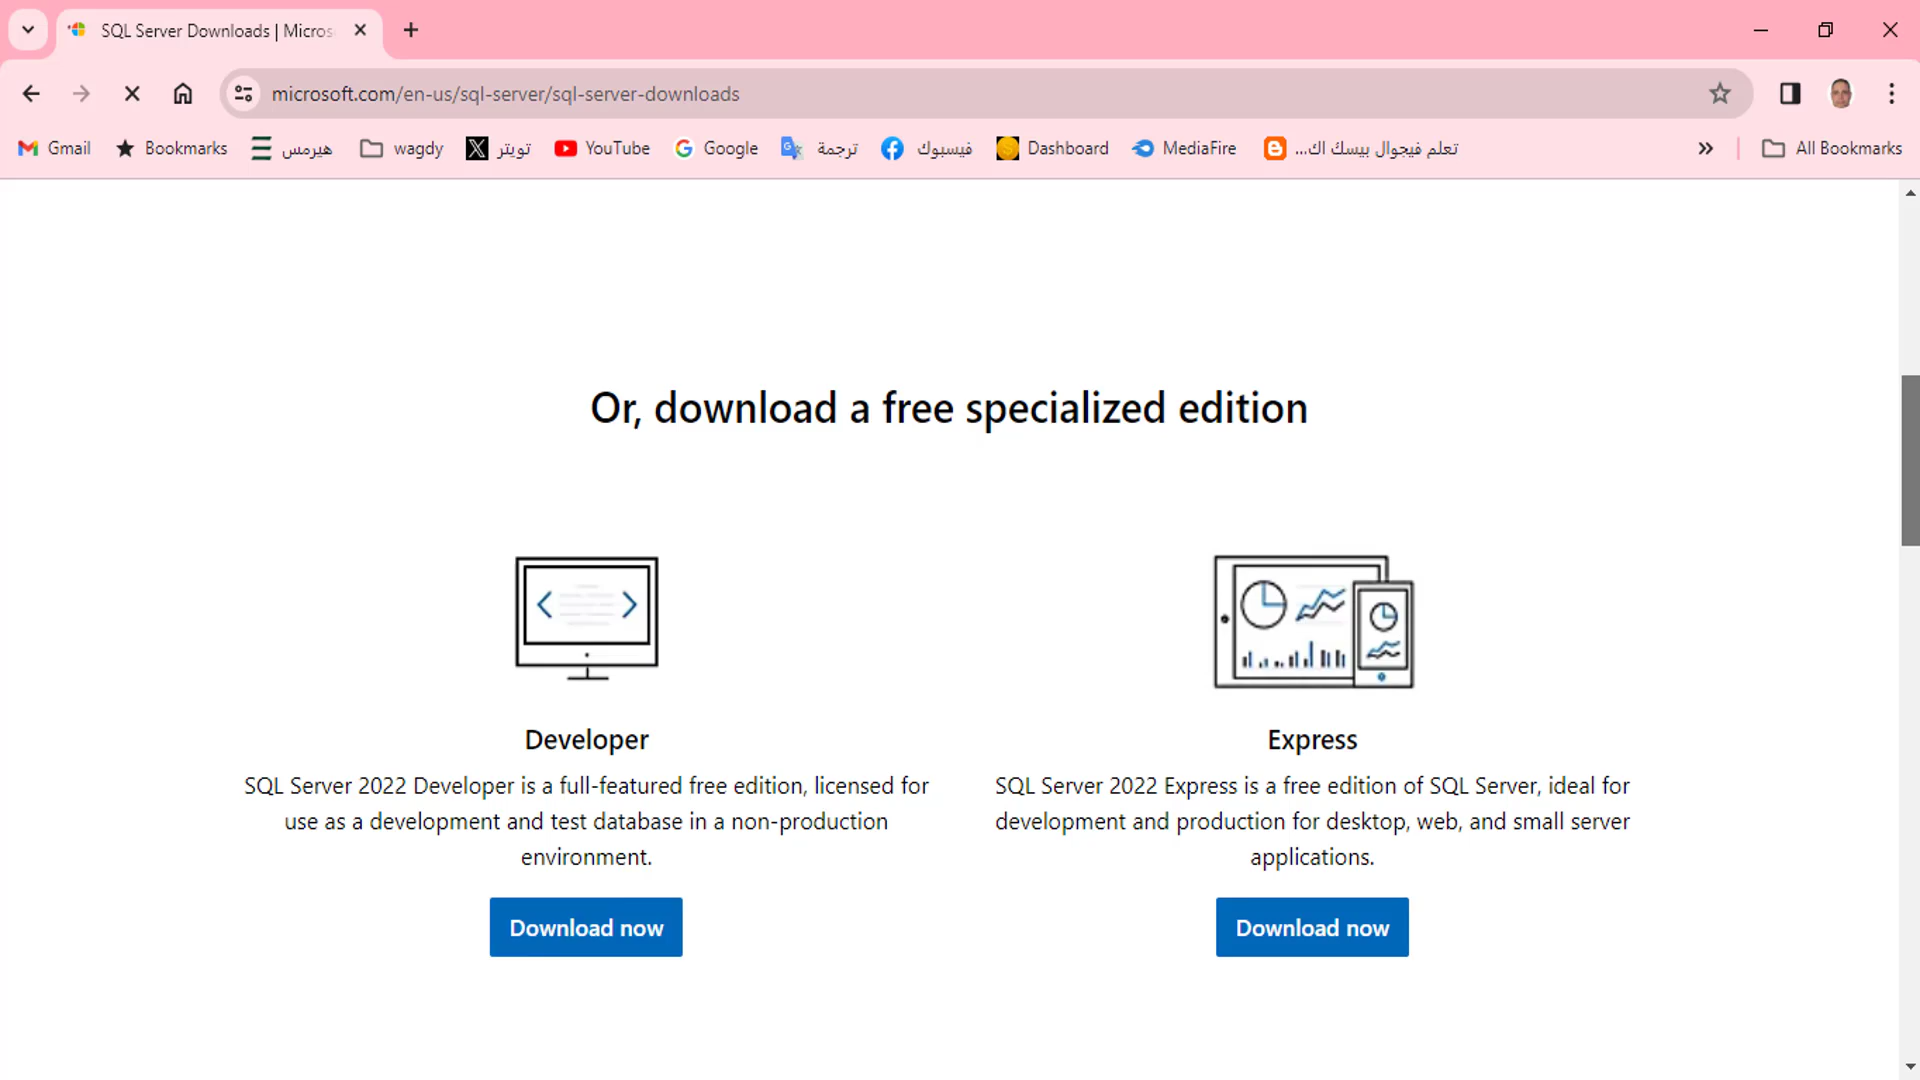 SQL Server Downloads | Micros
microsoft.com/en-us/sql-server/sql-server-downloads
Gmail
Bookmarks
هيرمس
wagdy
تويتر
YouTube
Google
ترجمة
فيسبوك
Dashboard
MediaFire
تعلم فيجوال بيسك اك...
All Bookmarks
Or, download a free specialized edition
Developer
SQL Server 2022 Developer is a full-featured free edition, licensed for
use as a development and test database in a non-production
environment.
Download now
Express
SQL Server 2022 Express is a free edition of SQL Server, ideal for
development and production for desktop, web, and small server
applications.
Download now